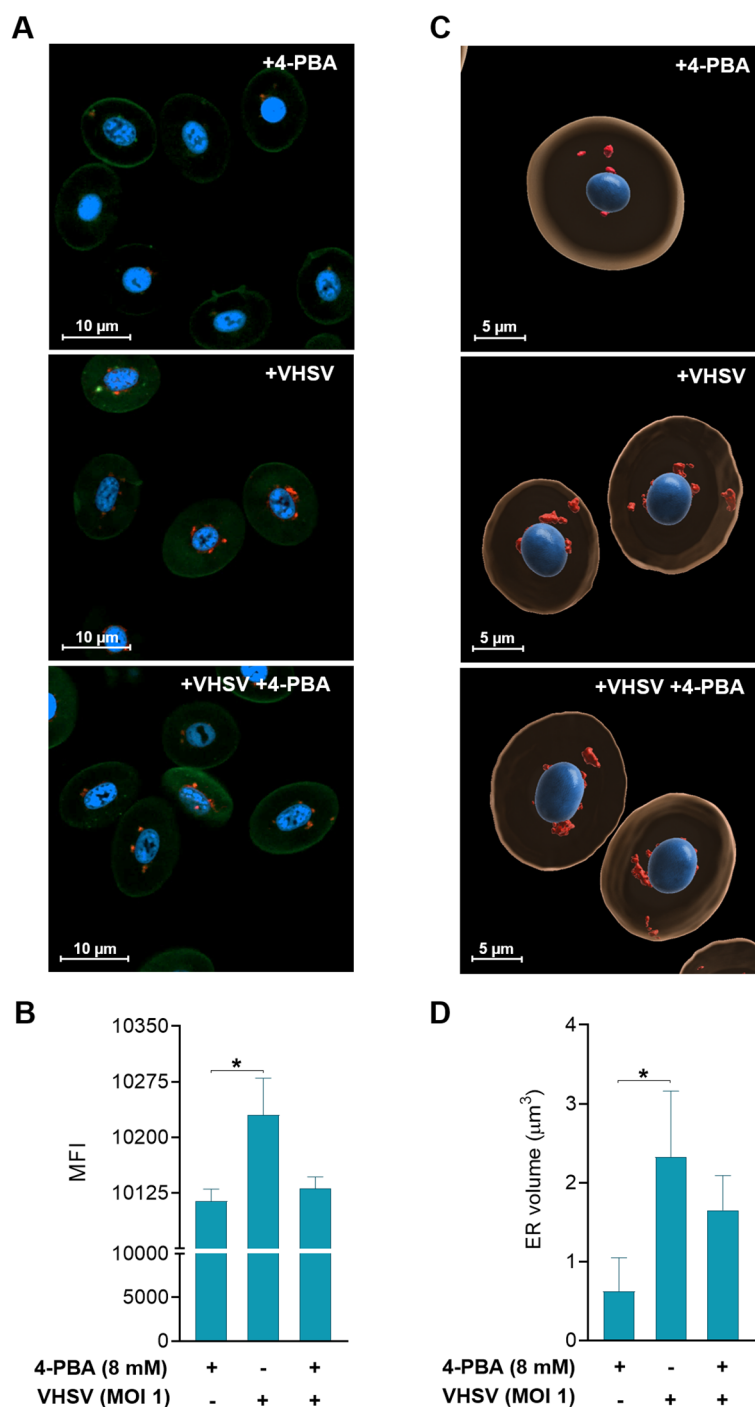 A
+4-PBA
10 µm
+VHSV
10 µm
+VHSV +4-PBA
10 µm
C
+4-PBA
5 µm
+VHSV
5 µm
+VHSV +4-PBA
5 µm
B
10350
10275
10200
10125
10000
5000
0
MFI
*
4-PBA (8 mM) + - +
VHSV (MOI 1) - + +
D
4
3
2
1
0
ER volume (µm³)
*
4-PBA (8 mM) + - +
VHSV (MOI 1) - + +